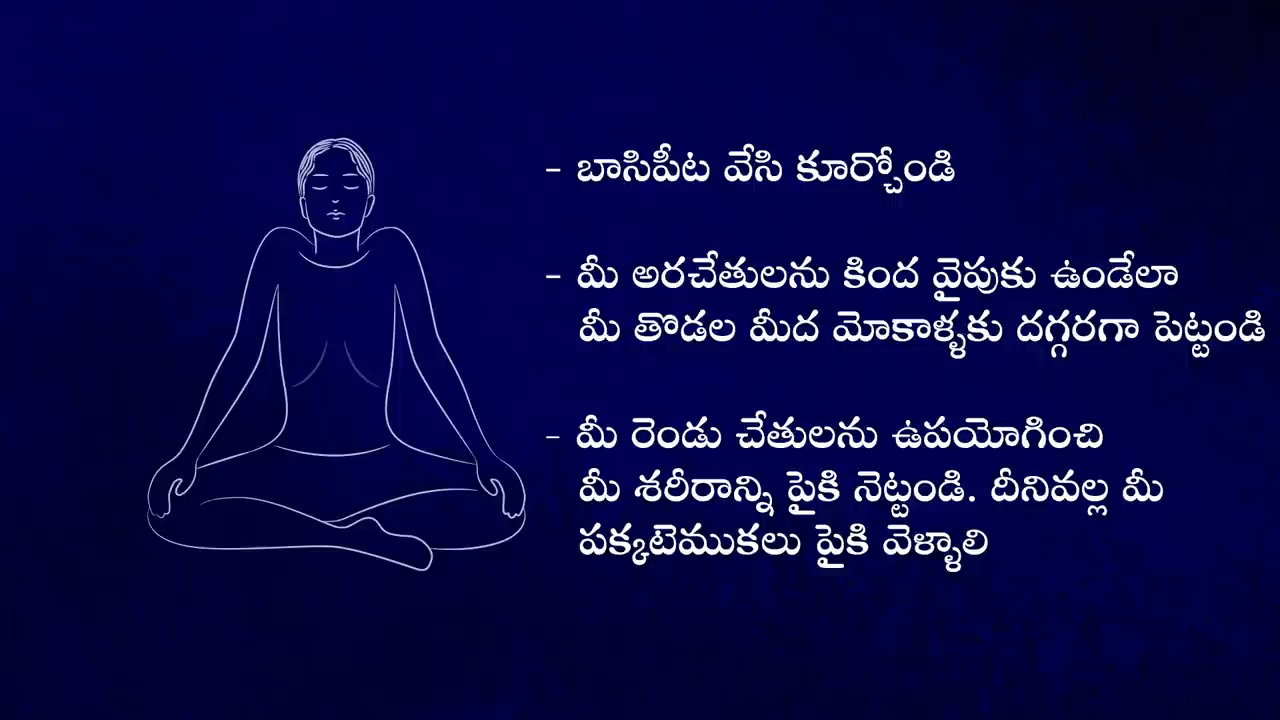 - బాసిపీట వేసి కూర్చోండి
- మీ అరచేతులను కింద వైపుకు ఉండేలా
మీ తొడల మీద మోకాళ్ళకు దగ్గరగా పెట్టండి
- మీ రెండు చేతులను ఉపయోగించి
మీ శరీరాన్ని పైకి నెట్టండి. దీనివల్ల మీ
పక్కటెముకలు పైకి వెళ్ళాలి